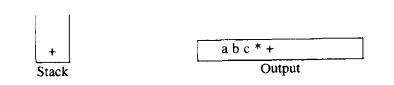 +
a b c * +
Stack
Output